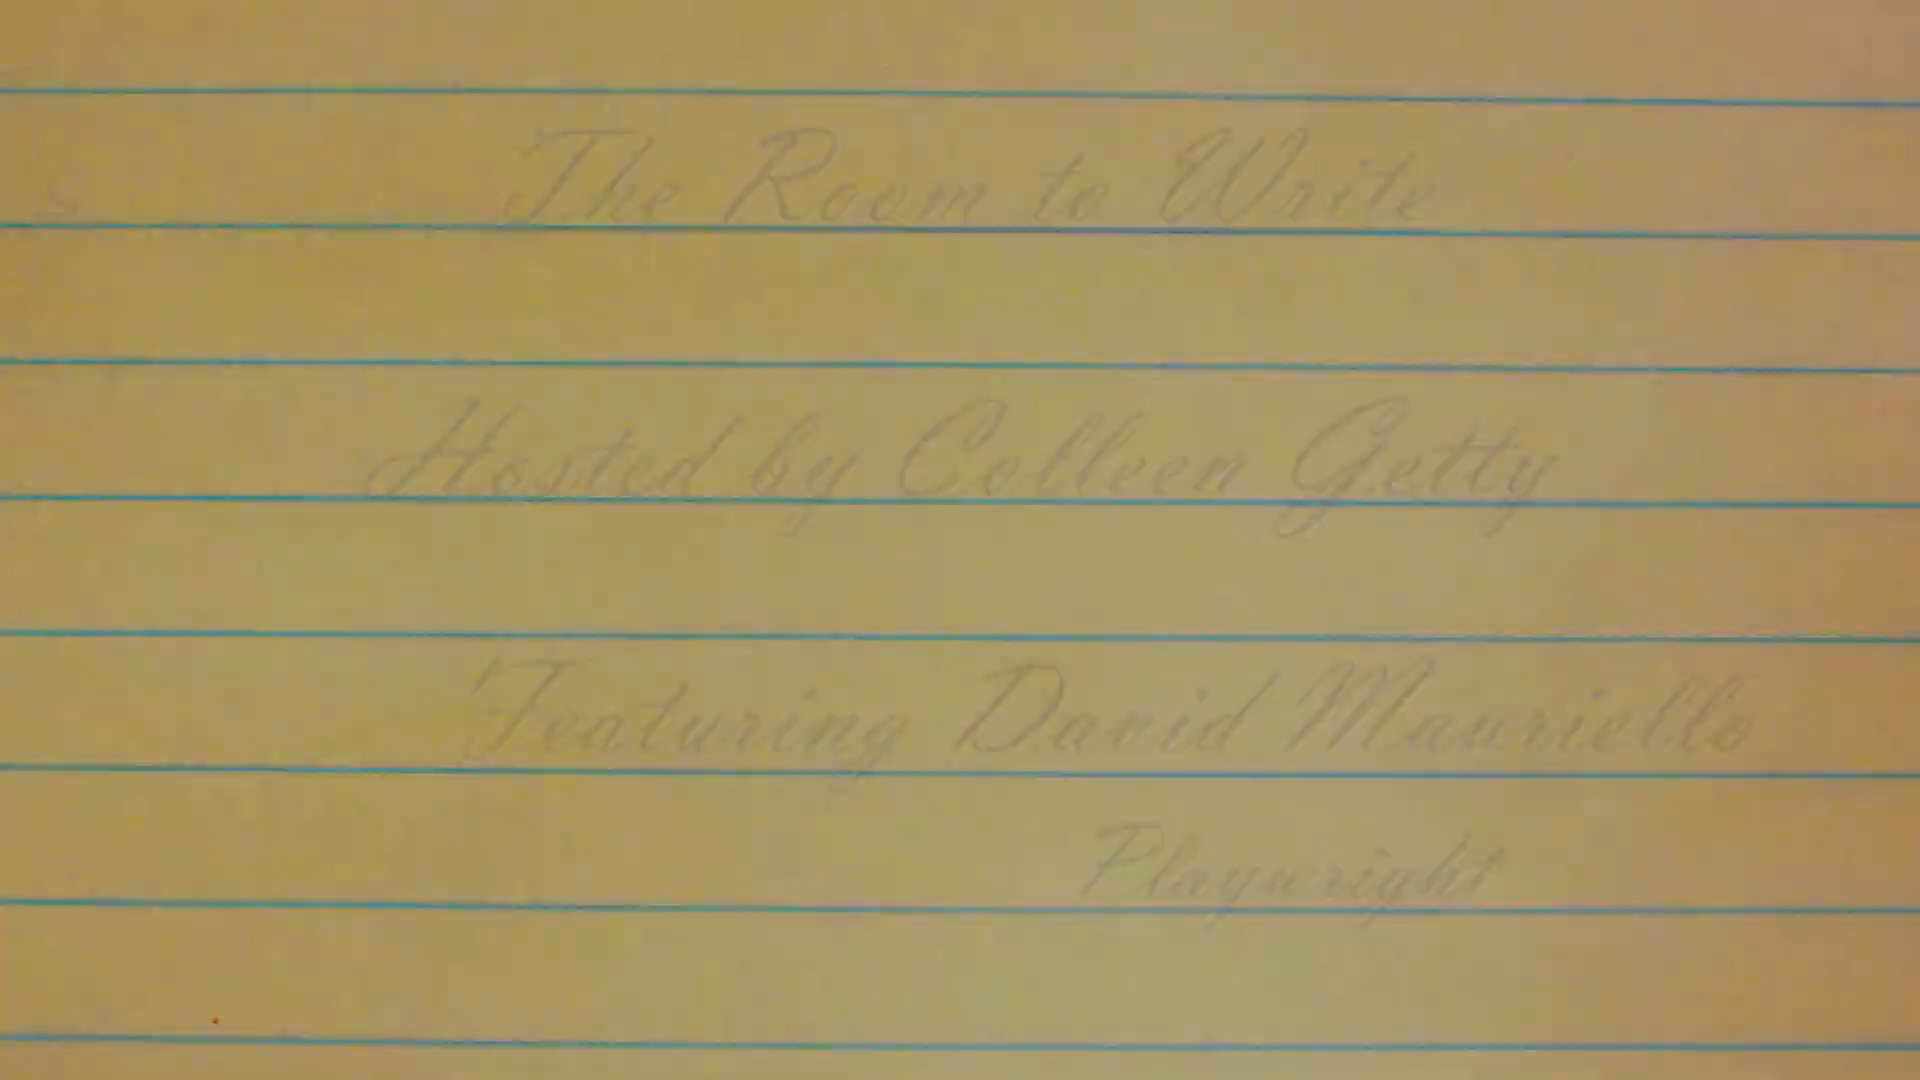 The Room to Write
Hosted by Colleen Getty
Featuring David Mauriello
Playwright